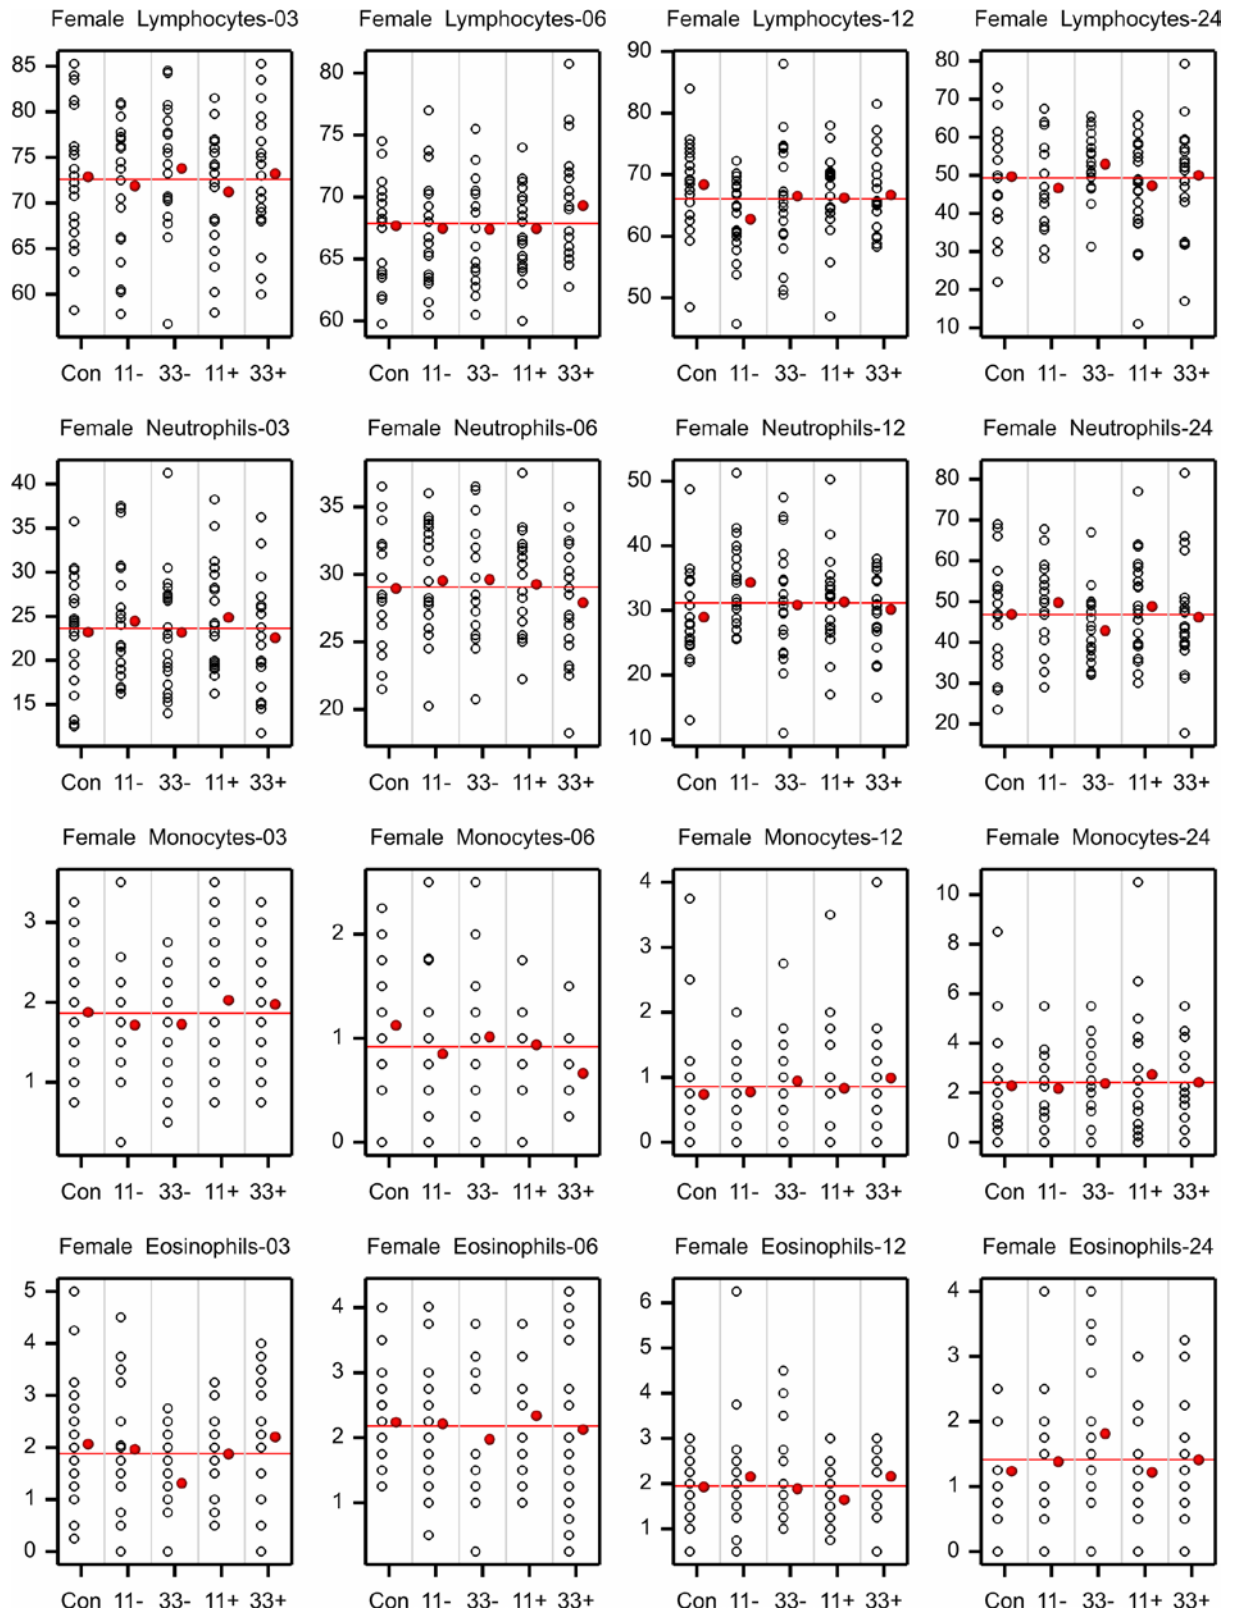 Female Lymphocytes-03 Female Lymphocytes-06 Female Lymphocytes-12 Female Lymphocytes-24
85 80 75 70 65 60
80 75 70 65 60
90 80 70 60 50
80 70 60 50 40 30 20 10
Con 11- 33- 11+ 33+ Con 11- 33- 11+ 33+ Con 11- 33- 11+ 33+ Con 11- 33- 11+ 33+
Female Neutrophils-03 Female Neutrophils-06 Female Neutrophils-12 Female Neutrophils-24
40 35 30 25 20 15
35 30 25 20
50 40 30 20 10
80 70 60 50 40 30 20
Con 11- 33- 11+ 33+ Con 11- 33- 11+ 33+ Con 11- 33- 11+ 33+ Con 11- 33- 11+ 33+
Female Monocytes-03 Female Monocytes-06 Female Monocytes-12 Female Monocytes-24
3 2 1
2 1 0
4 3 2 1 0
10 8 6 4 2 0
Con 11- 33- 11+ 33+ Con 11- 33- 11+ 33+ Con 11- 33- 11+ 33+ Con 11- 33- 11+ 33+
Female Eosinophils-03 Female Eosinophils-06 Female Eosinophils-12 Female Eosinophils-24
5 4 3 2 1 0
4 3 2 1
6 5 4 3 2 1
4 3 2 1 0
Con 11- 33- 11+ 33+ Con 11- 33- 11+ 33+ Con 11- 33- 11+ 33+ Con 11- 33- 11+ 33+